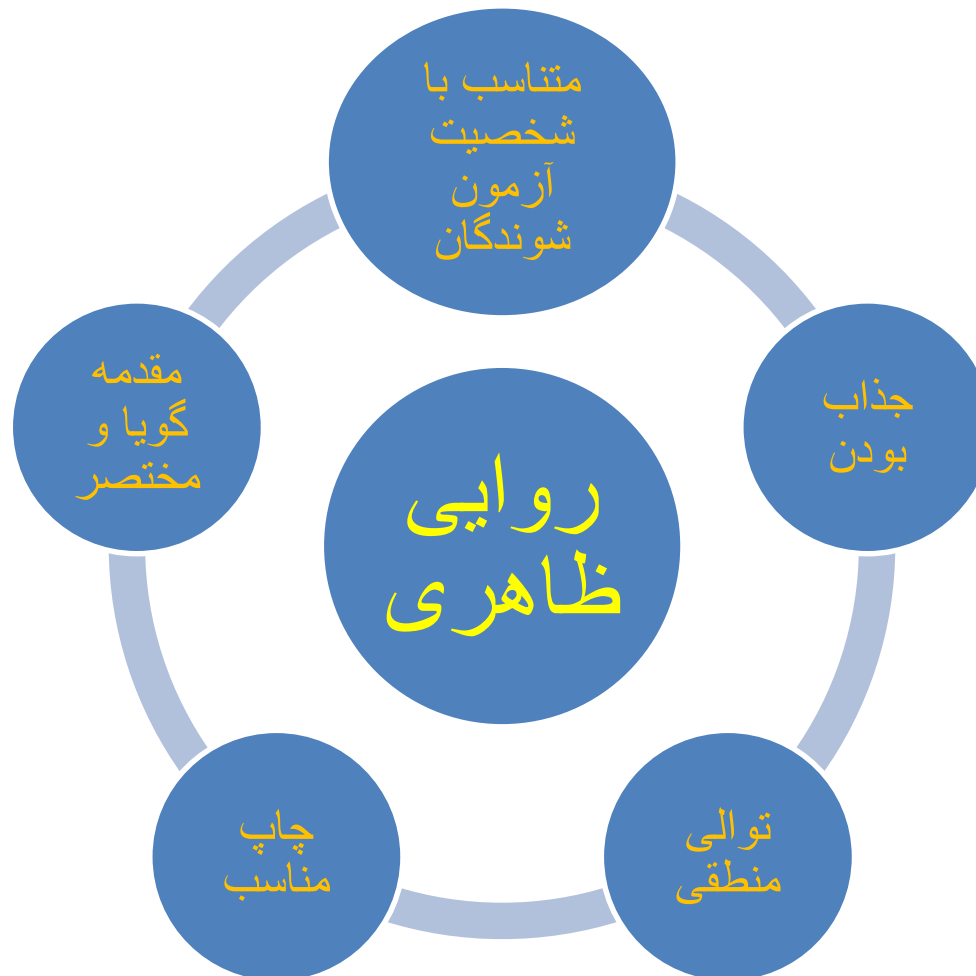 متناسب با
شخصیت
آزمون
شوندگان
جذاب
بودن
توالی
منطقی
چاپ
مناسب
مقدمه
گویا و
مختصر
روایی
ظاهری